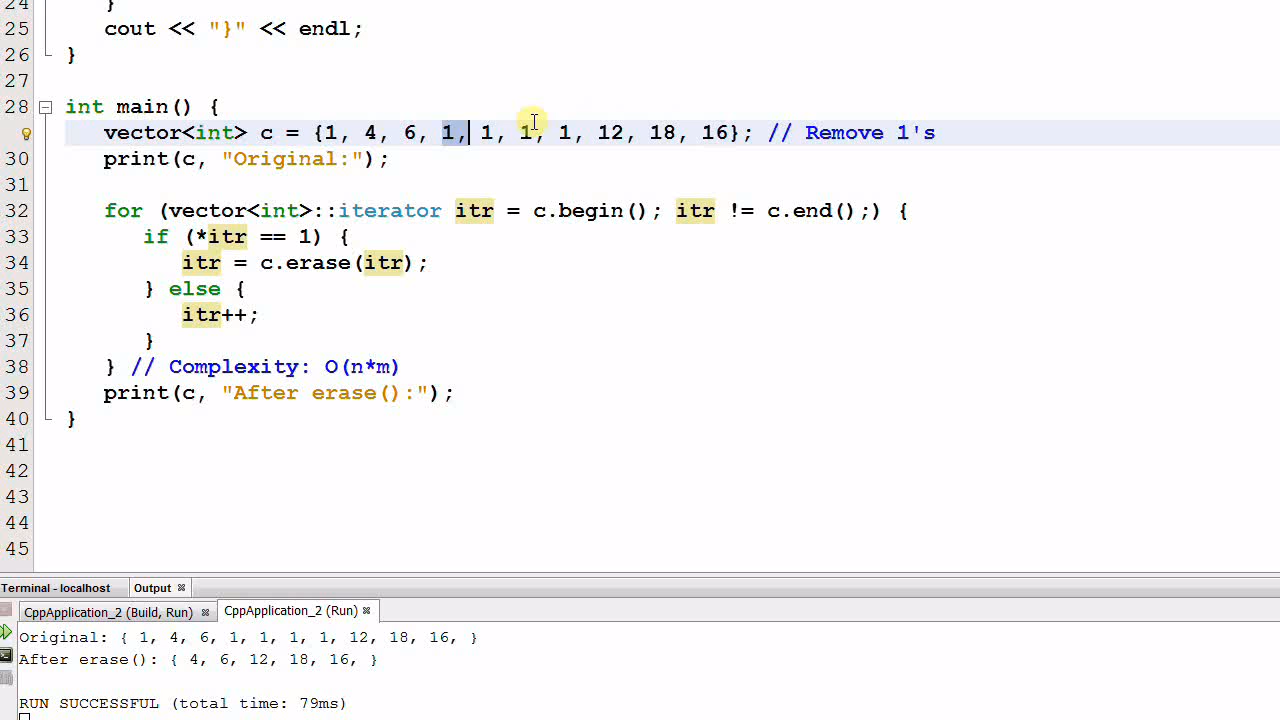 24 }
25 cout << "}" << endl;
26 }
27
28 int main() {
vector<int> c = {1, 4, 6, 1, 1, 1, 1, 12, 18, 16}; // Remove 1's
30 print(c, "Original:");
31
32 for (vector<int>::iterator itr = c.begin(); itr != c.end();) {
33 if (*itr == 1) {
34 itr = c.erase(itr);
35 } else {
36 itr++;
37 }
38 } // Complexity: O(n*m)
39 print(c, "After erase():");
40 }
41
42
43
44
45
Terminal - localhost Output
CppApplication_2 (Build, Run) CppApplication_2 (Run)
Original: { 1, 4, 6, 1, 1, 1, 1, 12, 18, 16, }
After erase(): { 4, 6, 12, 18, 16, }
RUN SUCCESSFUL (total time: 79ms)